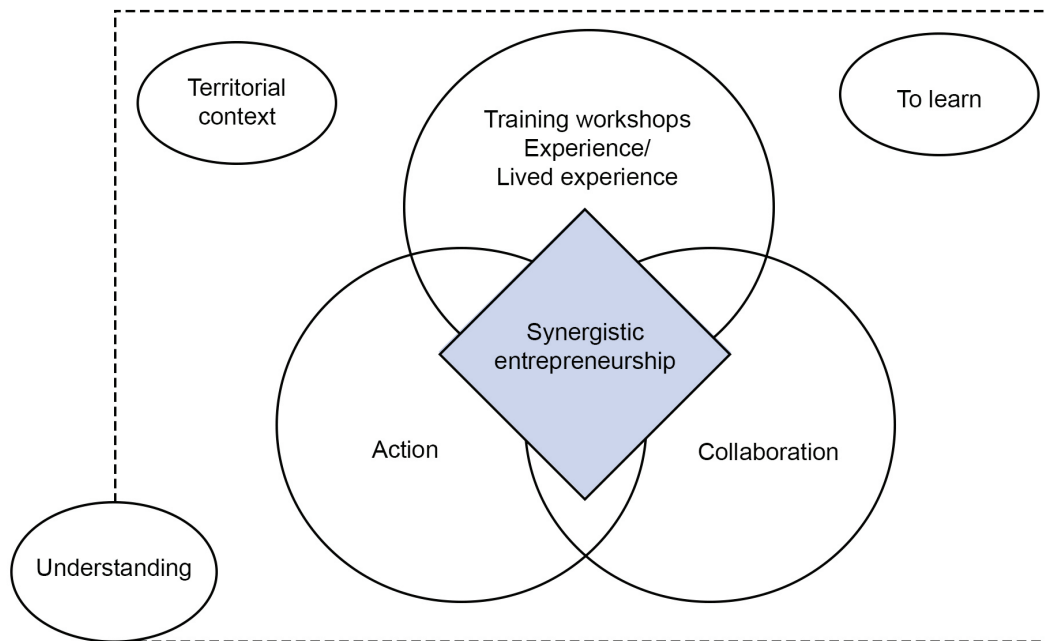 Territorial
context
To learn
Training workshops
Experience/
Lived experience
Synergistic
entrepreneurship
Action
Collaboration
Understanding